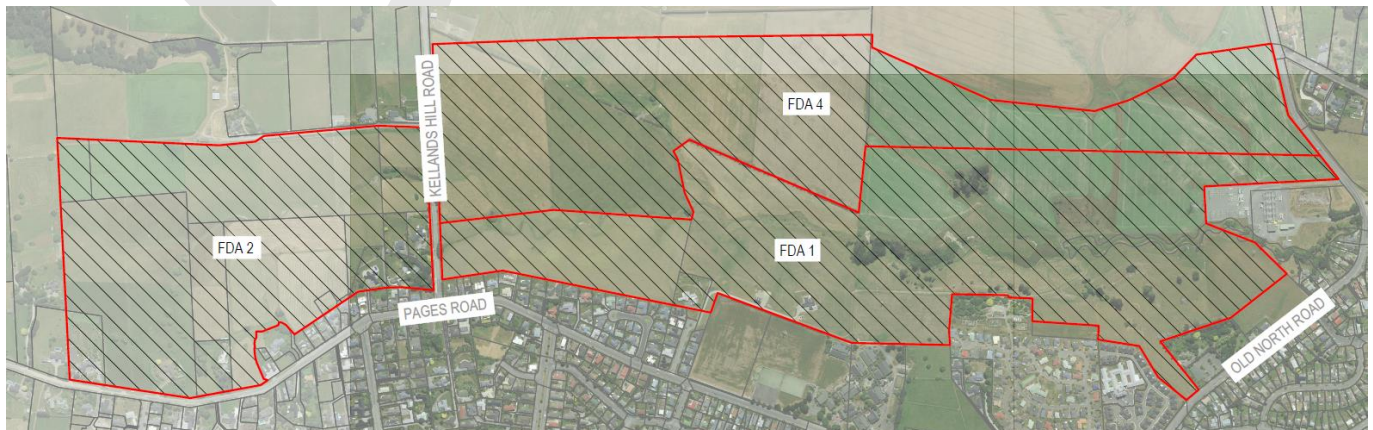 KELLANDS HILL ROAD
FDA 4
FDA 2
FDA 1
PAGES ROAD
OLD NORTH ROAD